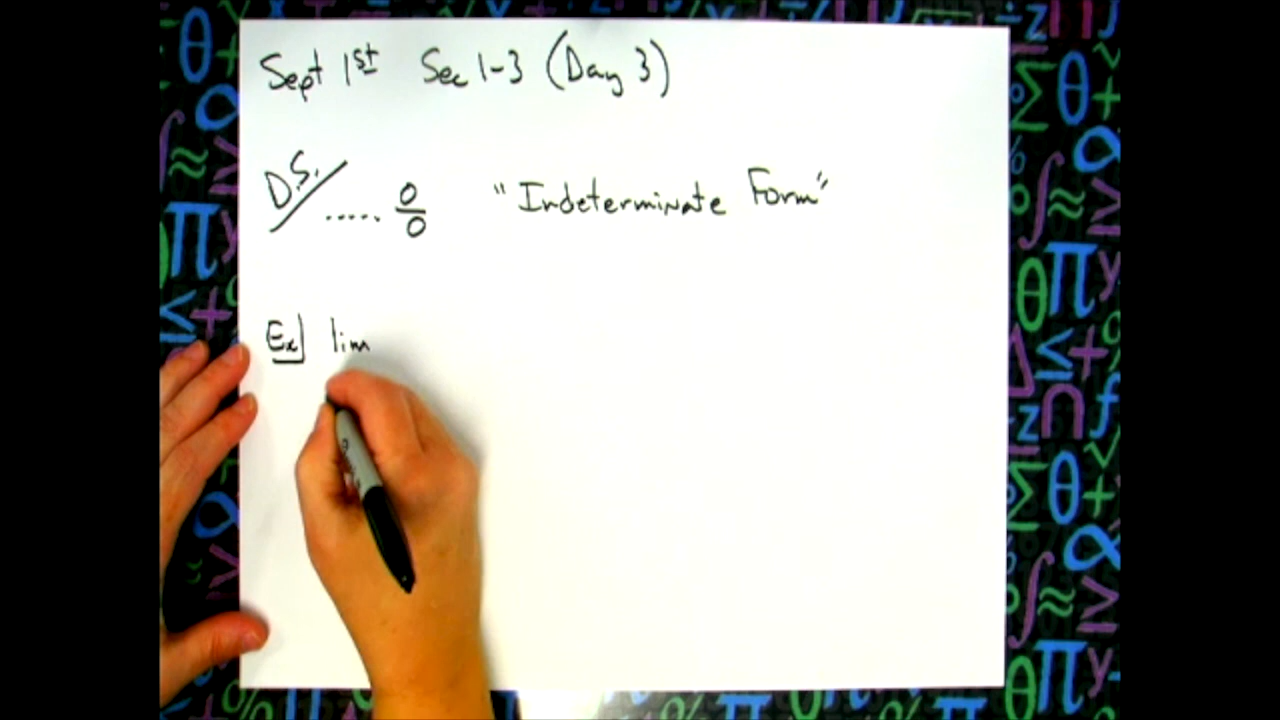 Sept 1st Sec 1-3 (Day 3)
D.S./ ..... 0/0 "Indeterminate Form"
Ex] lim